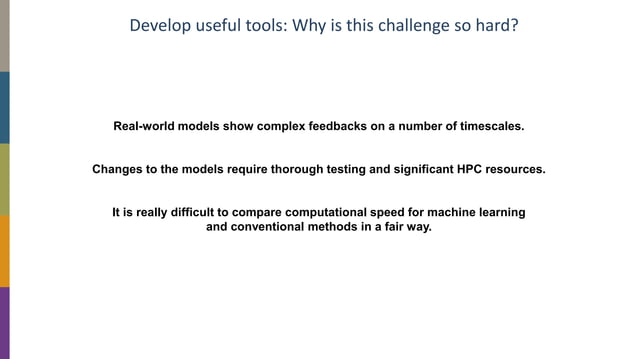 Develop useful tools: Why is this challenge so hard?
Real-world models show complex feedbacks on a number of timescales.
Changes to the models require thorough testing and significant HPC resources.
It is really difficult to compare computational speed for machine learning
and conventional methods in a fair way.